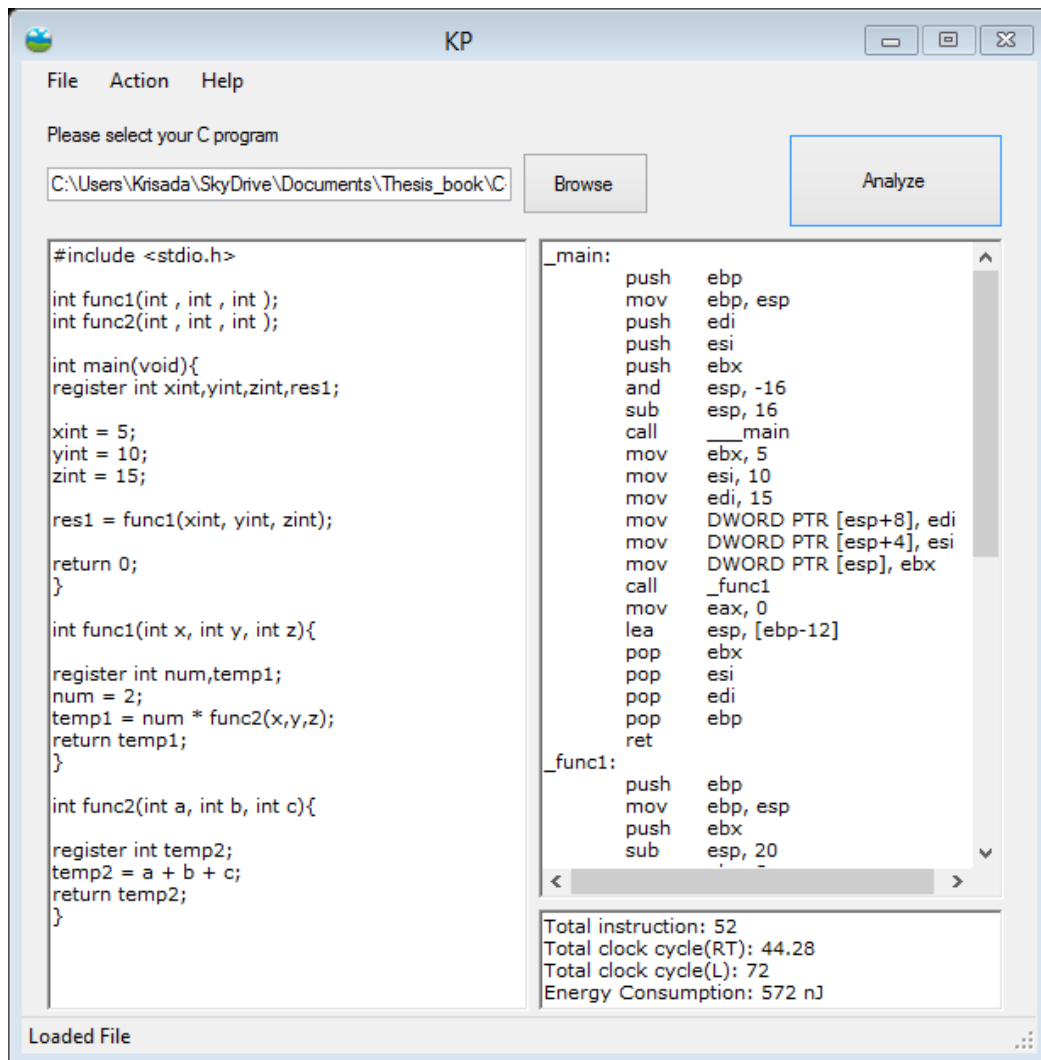 KP
File Action Help
Please select your C program
C:\Users\Krisada\SkyDrive\Documents\Thesis_book\C
Browse
Analyze
#include <stdio.h>
int func1(int , int , int );
int func2(int , int , int );
int main(void){
register int xint,yint,zint,res1;
xint = 5;
yint = 10;
zint = 15;
res1 = func1(xint, yint, zint);
return 0;
}
int func1(int x, int y, int z){
register int num,temp1;
num = 2;
temp1 = num * func2(x,y,z);
return temp1;
}
int func2(int a, int b, int c){
register int temp2;
temp2 = a + b + c;
return temp2;
}
_main:
push ebp
mov ebp, esp
push edi
push esi
push ebx
and esp, -16
sub esp, 16
call ___main
mov ebx, 5
mov esi, 10
mov edi, 15
mov DWORD PTR [esp+8], edi
mov DWORD PTR [esp+4], esi
mov DWORD PTR [esp], ebx
call _func1
mov eax, 0
lea esp, [ebp-12]
pop ebx
pop esi
pop edi
pop ebp
ret
_func1:
push ebp
mov ebp, esp
push ebx
sub esp, 20
Total instruction: 52
Total clock cycle(RT): 44.28
Total clock cycle(L): 72
Energy Consumption: 572 nJ
Loaded File